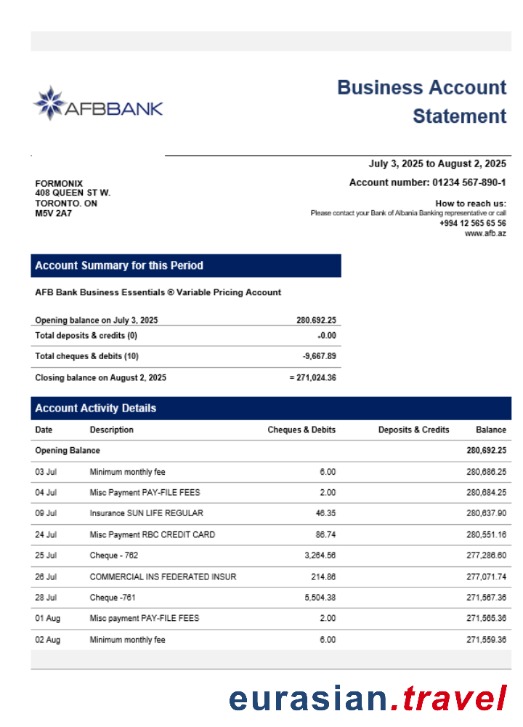 AFBBANK
Business Account
Statement
July 3, 2025 to August 2, 2025
Account number: 01234 567-890-1
FORMONIX
408 QUEEN ST W.
TORONTO. ON
M5V 2A7
How to reach us:
Please contact your Bank of Albania Banking representative or call
+994 12 565 65 56
www.afb.az
Account Summary for this Period
AFB Bank Business Essentials ® Variable Pricing Account
Opening balance on July 3, 2025 280.692.25
Total deposits & credits (0) -0.00
Total cheques & debits (10) -9,667.89
Closing balance on August 2, 2025 = 271,024.36
Account Activity Details
Date Description Cheques & Debits Deposits & Credits Balance
Opening Balance 280,692.25
03 Jul Minimum monthly fee 6.00 280,686.25
04 Jul Misc Payment PAY-FILE FEES 2.00 280,684.25
09 Jul Insurance SUN LIFE REGULAR 46.35 280,637.90
24 Jul Misc Payment RBC CREDIT CARD 86.74 280,551.16
25 Jul Cheque - 762 3,264.56 277,286.60
26 Jul COMMERCIAL INS FEDERATED INSUR 214.86 277,071.74
28 Jul Cheque -761 5,504.38 271,567.36
01 Aug Misc payment PAY-FILE FEES 2.00 271,565.36
02 Aug Minimum monthly fee 6.00 271,559.36
eurasian.travel